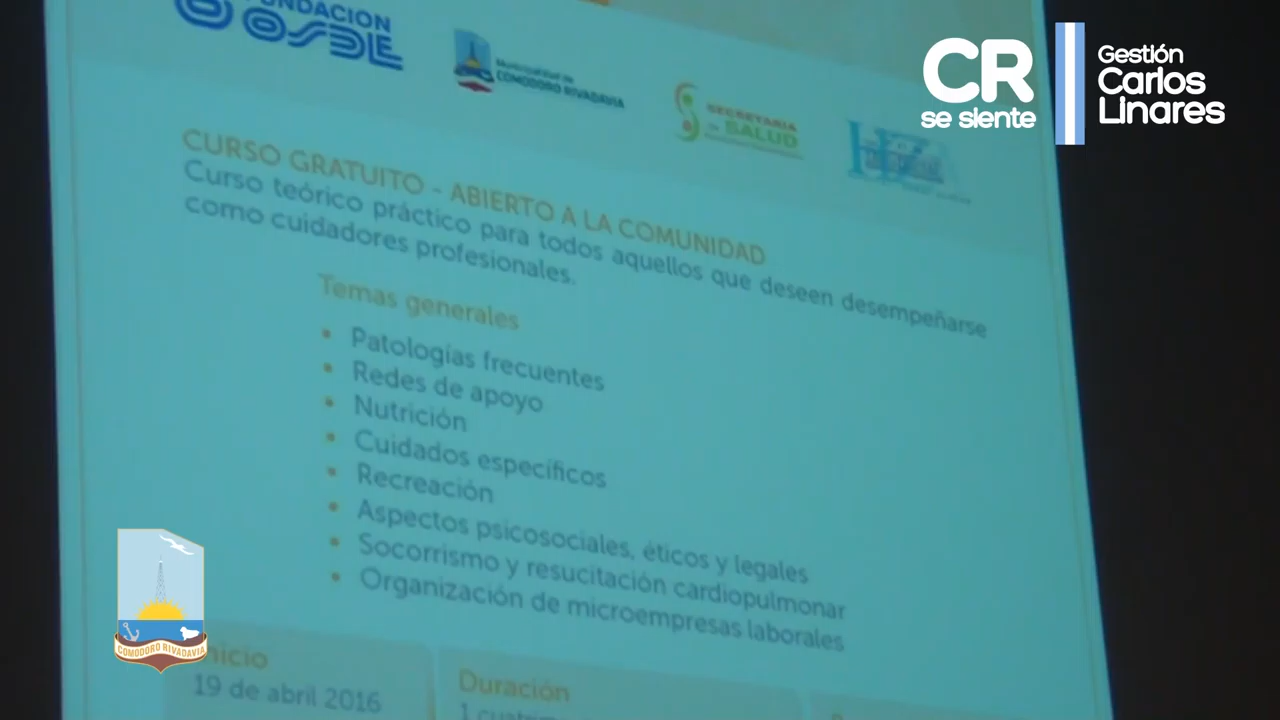 FUNDACION
OSDE
Municipalidad de
COMODORO RIVADAVIA
SECRETARÍA
DE SALUD
CR
se siente
Gestión
Carlos
Linares
CURSO GRATUITO - ABIERTO A LA COMUNIDAD
Curso teórico práctico para todos aquellos que deseen desempeñarse
como cuidadores profesionales.
Temas generales
• Patologías frecuentes
• Redes de apoyo
• Nutrición
• Cuidados específicos
• Recreación
• Aspectos psicosociales, éticos y legales
• Socorrismo y resucitación cardiopulmonar
• Organización de microempresas laborales
COMODORO RIVADAVIA
Inicio
19 de abril 2016
Duración
1